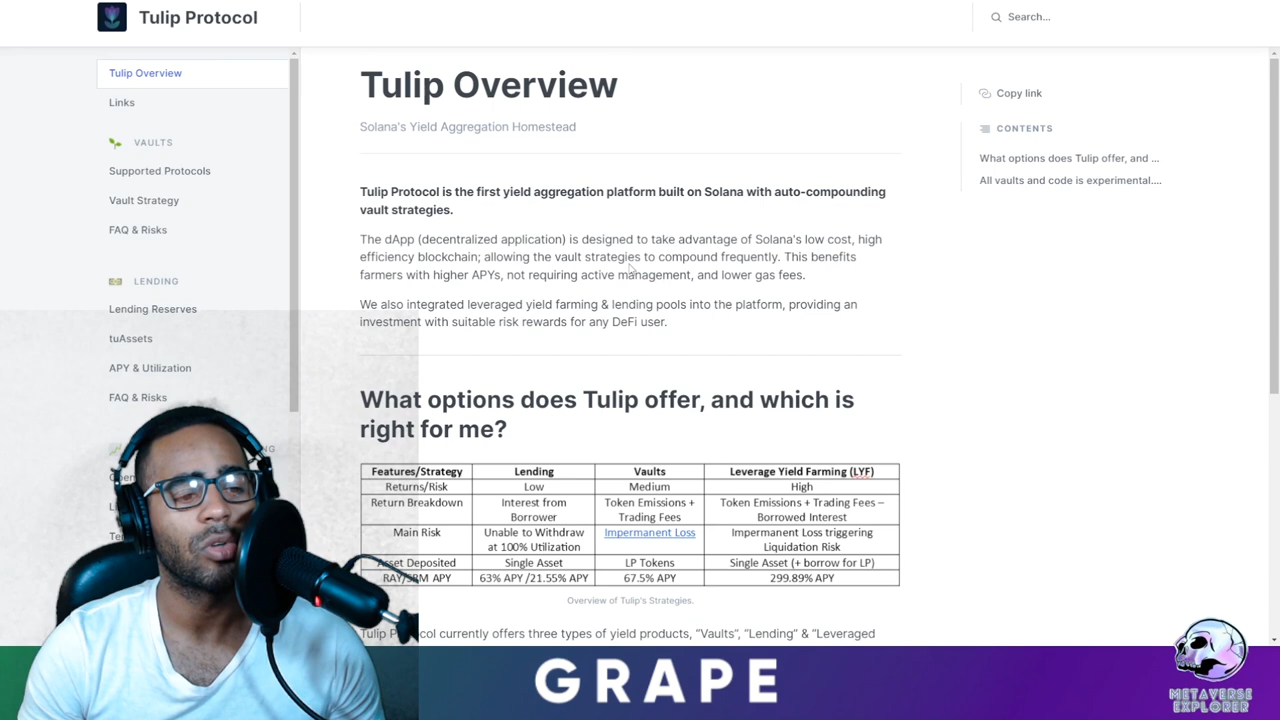 Tulip Protocol
Search...
Tulip Overview
Links
VAULTS
Supported Protocols
Vault Strategy
FAQ & Risks
LENDING
Lending Reserves
tuAssets
APY & Utilization
FAQ & Risks
Tulip Overview
Solana's Yield Aggregation Homestead
Tulip Protocol is the first yield aggregation platform built on Solana with auto-compounding
vault strategies.
The dApp (decentralized application) is designed to take advantage of Solana's low cost, high
efficiency blockchain; allowing the vault strategies to compound frequently. This benefits
farmers with higher APYs, not requiring active management, and lower gas fees.
We also integrated leveraged yield farming & lending pools into the platform, providing an
investment with suitable risk rewards for any DeFi user.
What options does Tulip offer, and which is
right for me?
Features/Strategy Lending Vaults Leverage Yield Farming (LYF)
Returns/Risk Low Medium High
Return Breakdown Interest from Borrower Token Emissions + Trading Fees Token Emissions + Trading Fees – Borrowed Interest
Main Risk Unable to Withdraw at 100% Utilization Impermanent Loss Impermanent Loss triggering Liquidation Risk
Asset Deposited Single Asset LP Tokens Single Asset (+ borrow for LP)
RAY/SRM APY 63% APY /21.55% APY 67.5% APY 299.89% APY
Overview of Tulip's Strategies.
Tulip Protocol currently offers three types of yield products, “Vaults”, “Lending” & “Leveraged
Copy link
CONTENTS
What options does Tulip offer, and ...
All vaults and code is experimental....
GRAPE
METAVERSE
EXPLORER